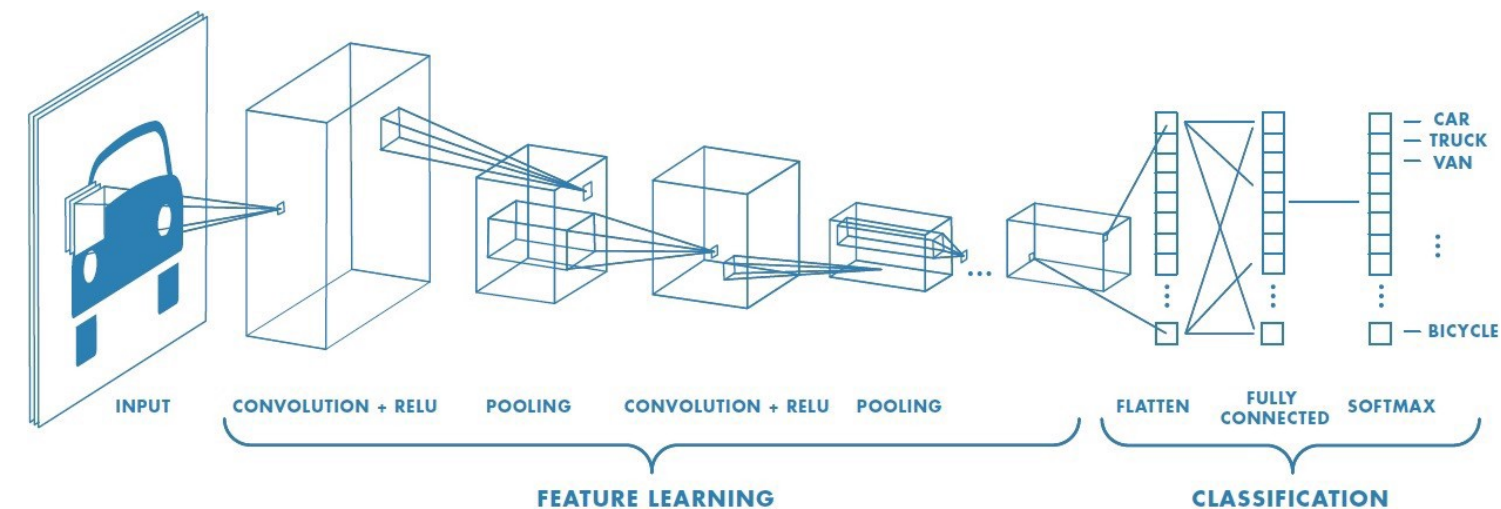 CAR
TRUCK
VAN
BICYCLE
INPUT
CONVOLUTION + RELU
POOLING
CONVOLUTION + RELU
POOLING
FLATTEN
FULLY
CONNECTED
SOFTMAX
FEATURE LEARNING
CLASSIFICATION